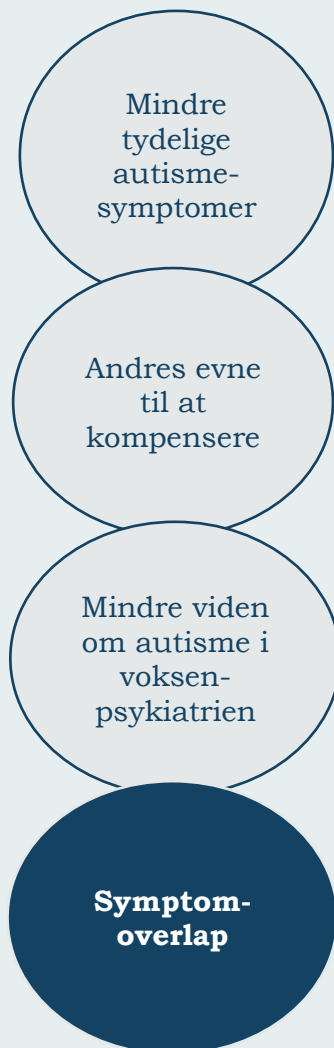 Mindre
tydelige
autisme-
symptomer
Andres evne
til at
kompensere
Mindre viden
om autisme i
voksen-
psykiatrien
Symptom-
overlap